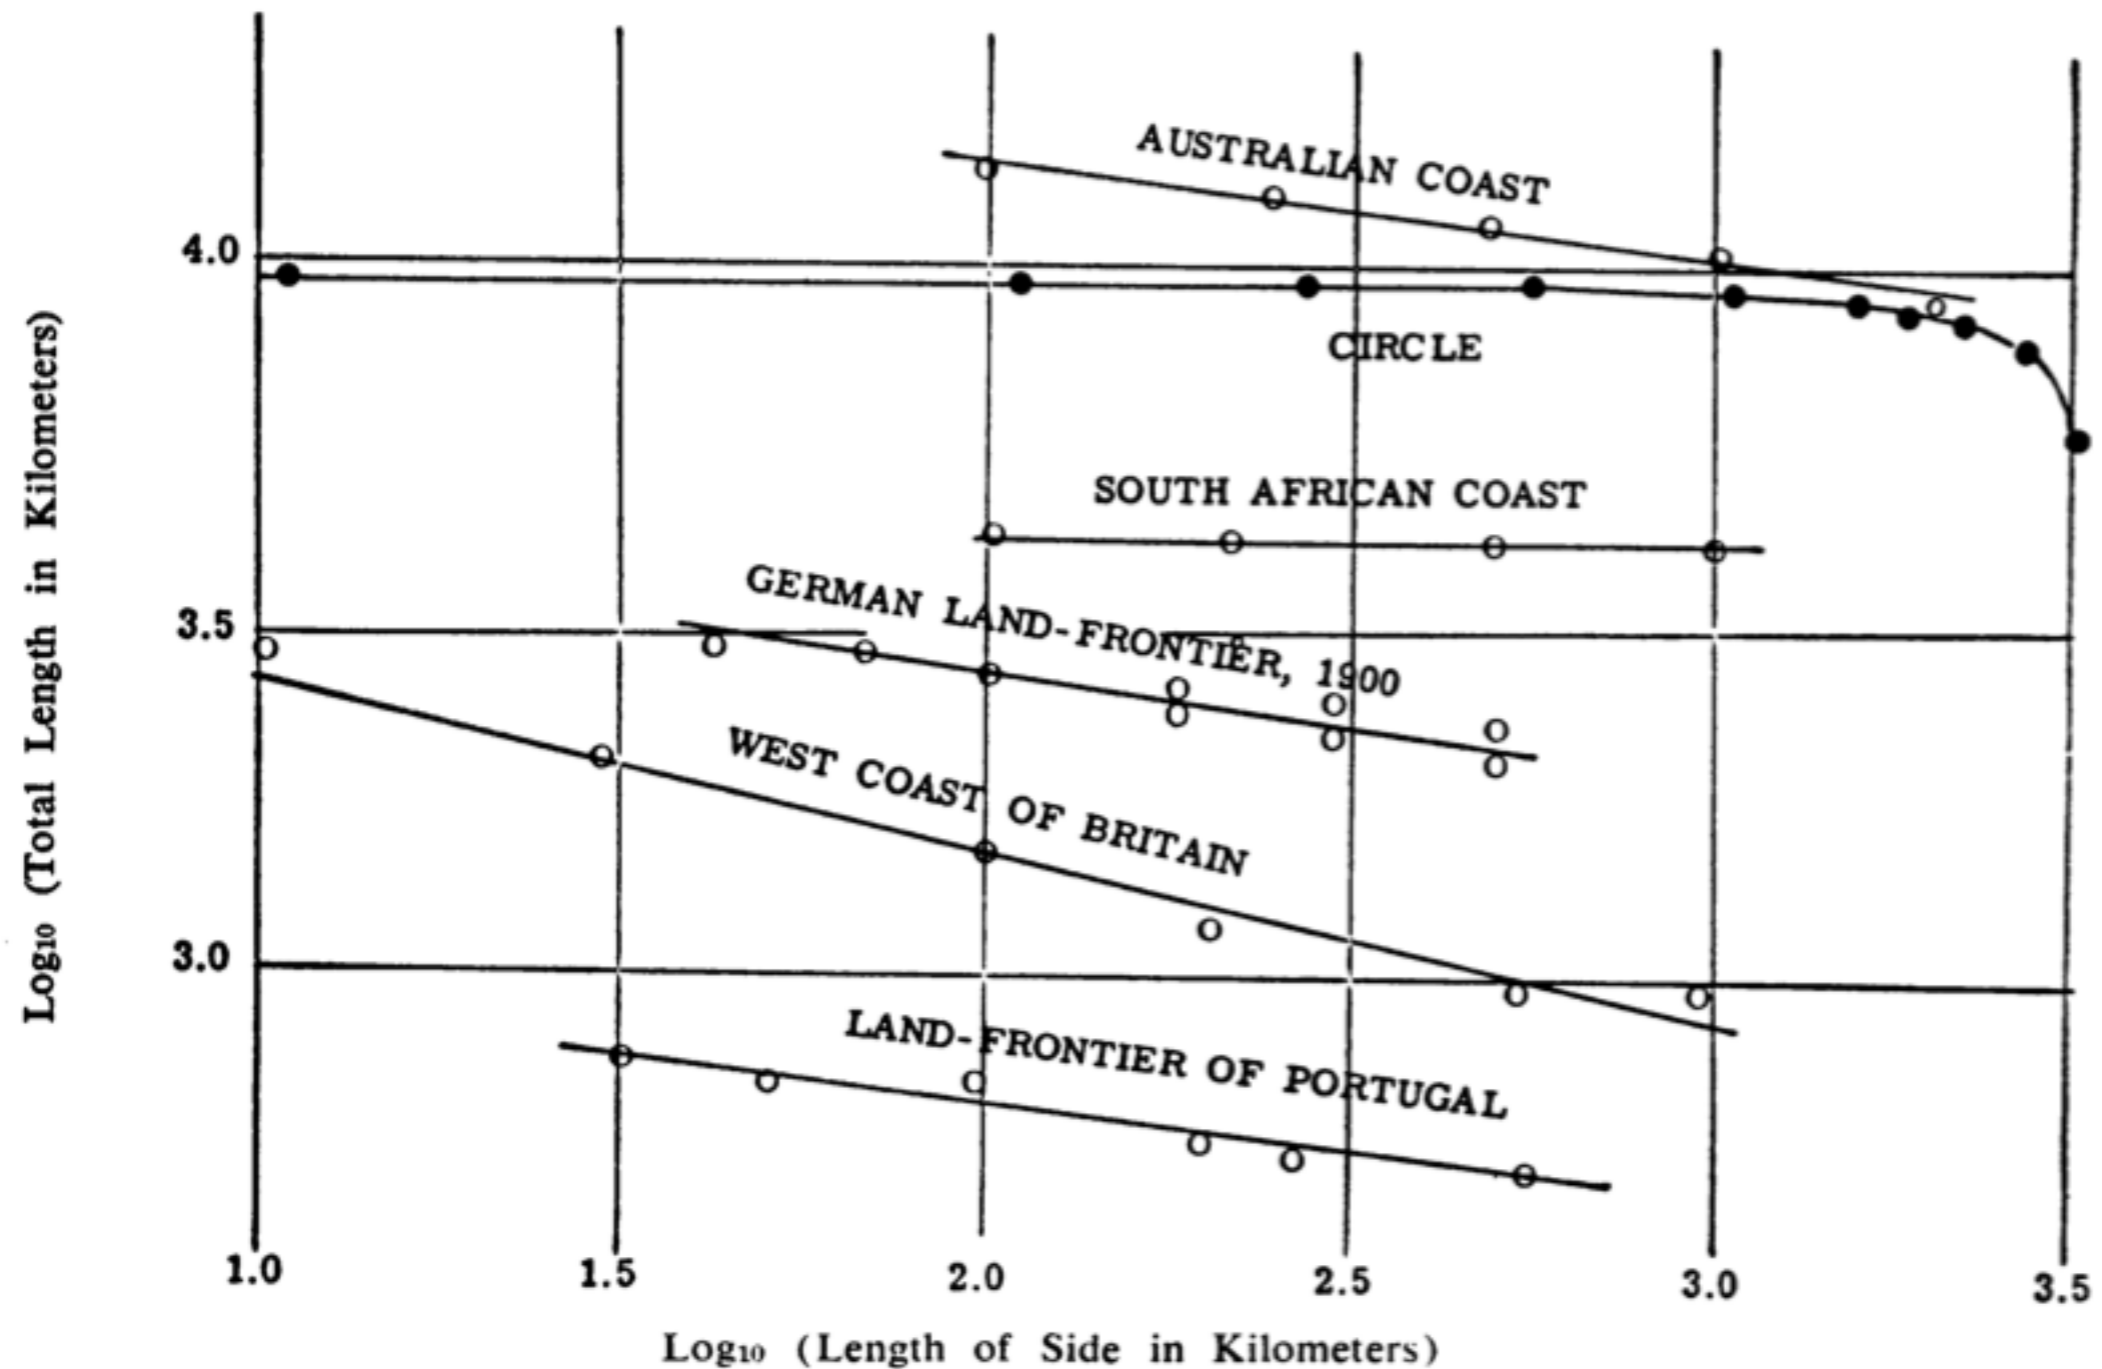 AUSTRALIAN COAST
4.0
CIRCLE
SOUTH AFRICAN COAST
GERMAN LAND-FRONTIER, 1900
3.5
WEST COAST OF BRITAIN
3.0
LAND-FRONTIER OF PORTUGAL
1.0 1.5 2.0 2.5 3.0 3.5
Log10 (Length of Side in Kilometers)
Log10 (Total Length in Kilometers)